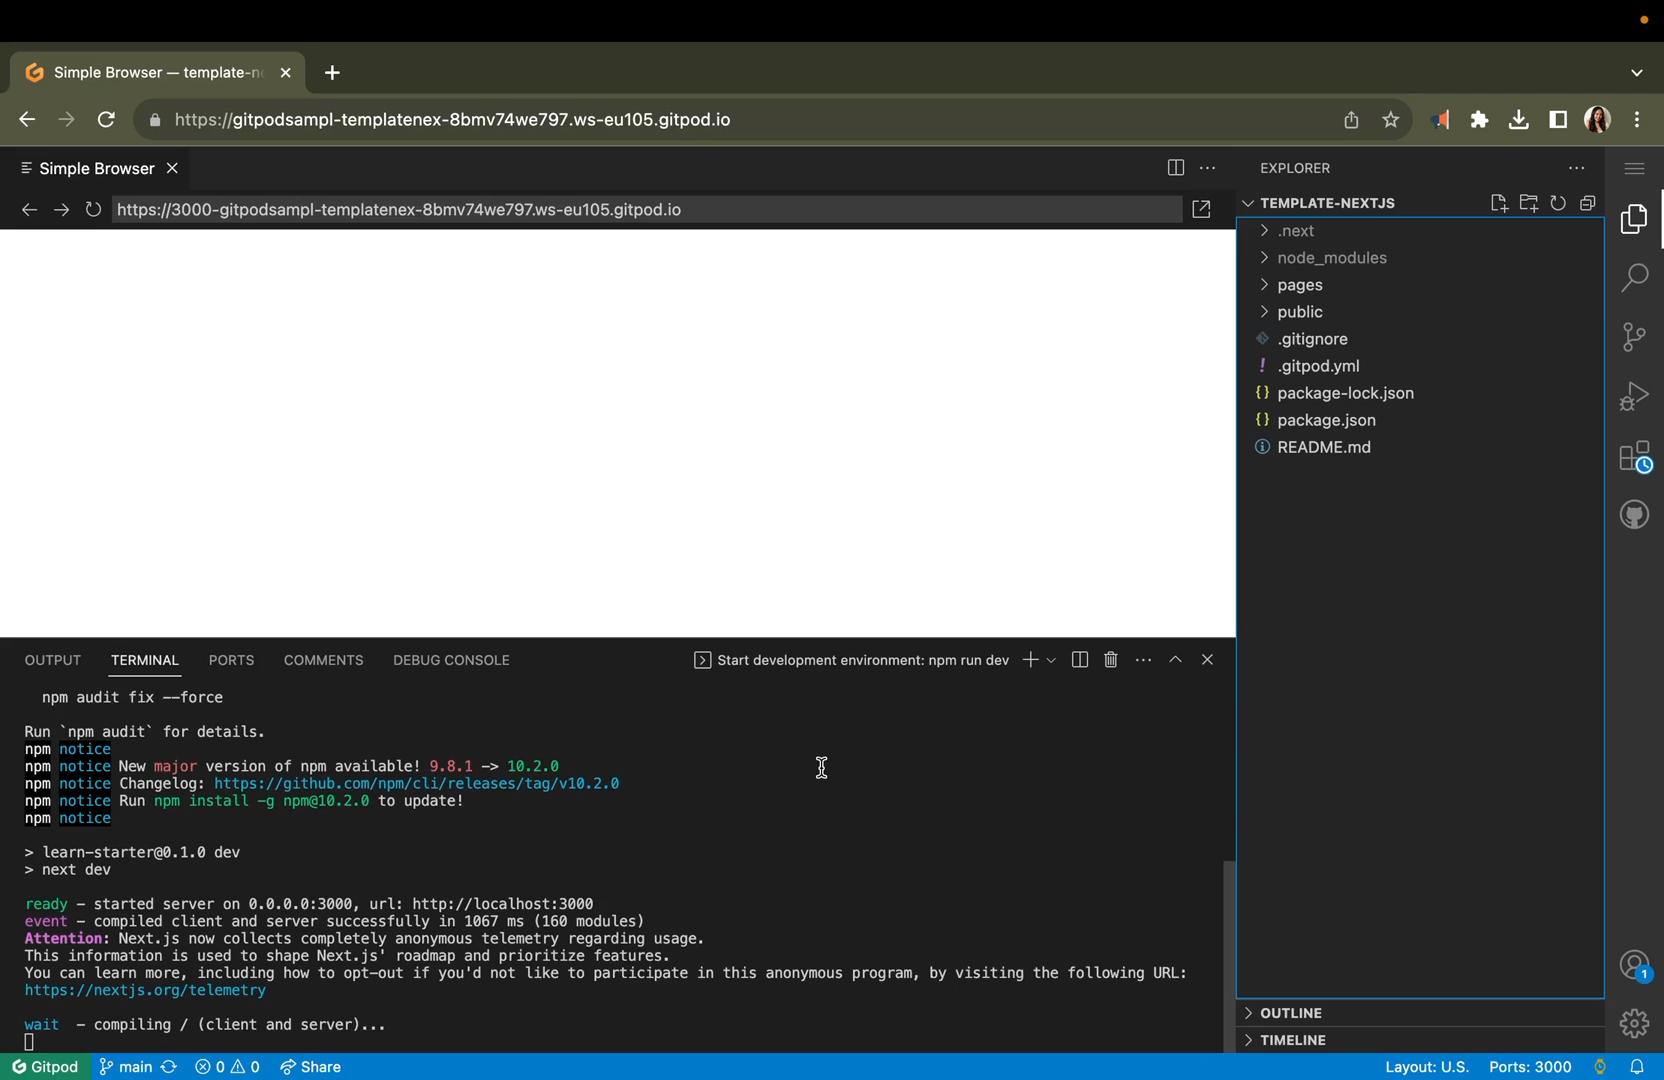 Simple Browser — template-ne
https://gitpodsampl-templatenex-8bmv74we797.ws-eu105.gitpod.io
Simple Browser
https://3000-gitpodsampl-templatenex-8bmv74we797.ws-eu105.gitpod.io
EXPLORER
TEMPLATE-NEXTJS
.next
node_modules
pages
public
.gitignore
! .gitpod.yml
{} package-lock.json
{} package.json
README.md
OUTPUT TERMINAL PORTS COMMENTS DEBUG CONSOLE
Start development environment: npm run dev
npm audit fix --force
Run `npm audit` for details.
npm notice
npm notice New major version of npm available! 9.8.1 -> 10.2.0
npm notice Changelog: https://github.com/npm/cli/releases/tag/v10.2.0
npm notice Run npm install -g npm@10.2.0 to update!
npm notice
> learn-starter@0.1.0 dev
> next dev
ready - started server on 0.0.0.0:3000, url: http://localhost:3000
event - compiled client and server successfully in 1067 ms (160 modules)
Attention: Next.js now collects completely anonymous telemetry regarding usage.
This information is used to shape Next.js' roadmap and prioritize features.
You can learn more, including how to opt-out if you'd not like to participate in this anonymous program, by visiting the following URL:
https://nextjs.org/telemetry
wait - compiling / (client and server)...
OUTLINE
TIMELINE
1
Gitpod main 0 0 Share
Layout: U.S. Ports: 3000